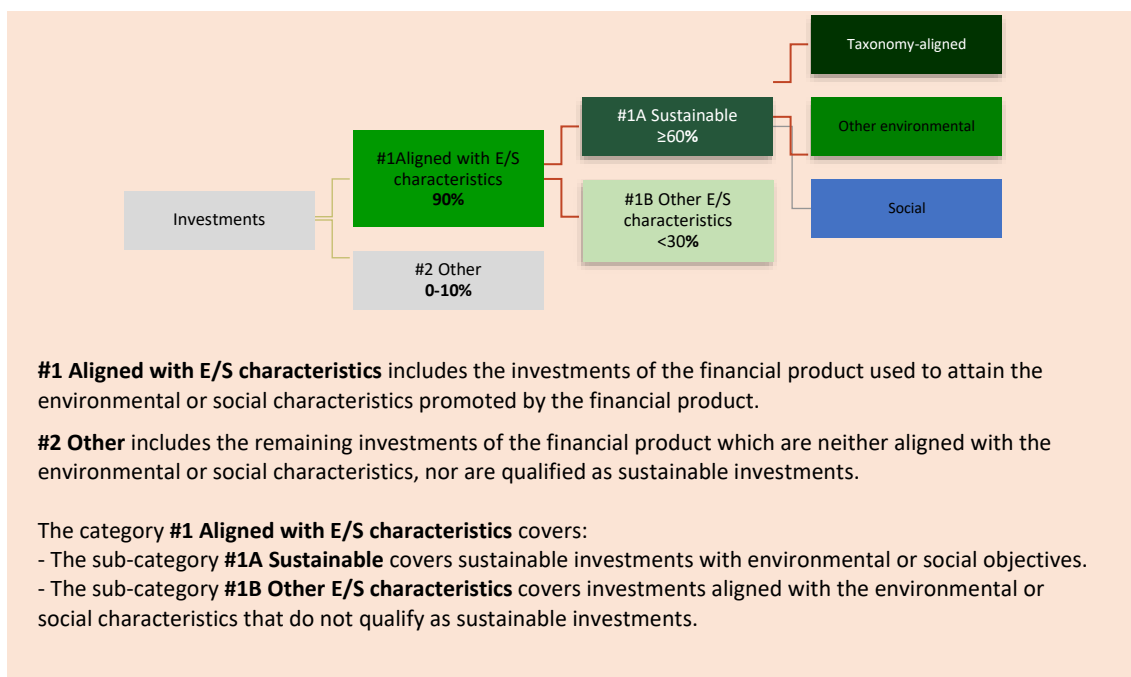 Taxonomy-aligned
#1A Sustainable
≥60%
Other environmental
#1Aligned with E/S
characteristics
90%
#1B Other E/S
characteristics
<30%
Investments
Social
#2 Other
0-10%
#1 Aligned with E/S characteristics includes the investments of the financial product used to attain the
environmental or social characteristics promoted by the financial product.
#2 Other includes the remaining investments of the financial product which are neither aligned with the
environmental or social characteristics, nor are qualified as sustainable investments.
The category #1 Aligned with E/S characteristics covers:
- The sub-category #1A Sustainable covers sustainable investments with environmental or social objectives.
- The sub-category #1B Other E/S characteristics covers investments aligned with the environmental or
social characteristics that do not qualify as sustainable investments.